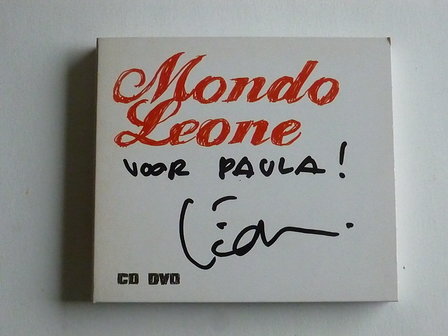 Mondo
Leone
VOOR PAULA!
CD DVD